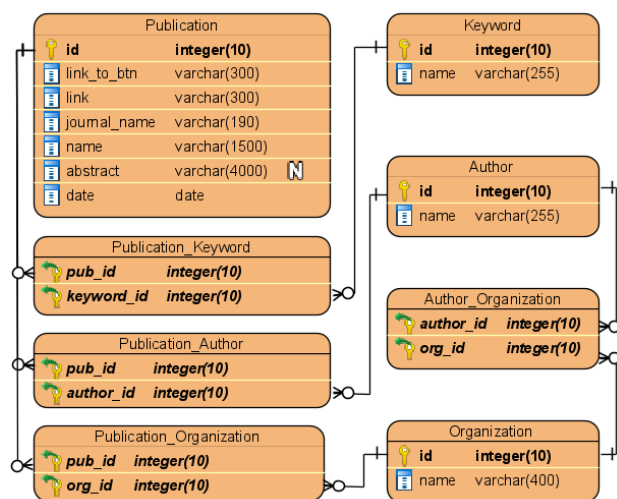 Publication
id integer(10)
link_to_btn varchar(300)
link varchar(300)
journal_name varchar(190)
name varchar(1500)
abstract varchar(4000) N
date date
Publication_Keyword
pub_id integer(10)
keyword_id integer(10)
Publication_Author
pub_id integer(10)
author_id integer(10)
Publication_Organization
pub_id integer(10)
org_id integer(10)
Keyword
id integer(10)
name varchar(255)
Author
id integer(10)
name varchar(255)
Author_Organization
author_id integer(10)
org_id integer(10)
Organization
id integer(10)
name varchar(400)